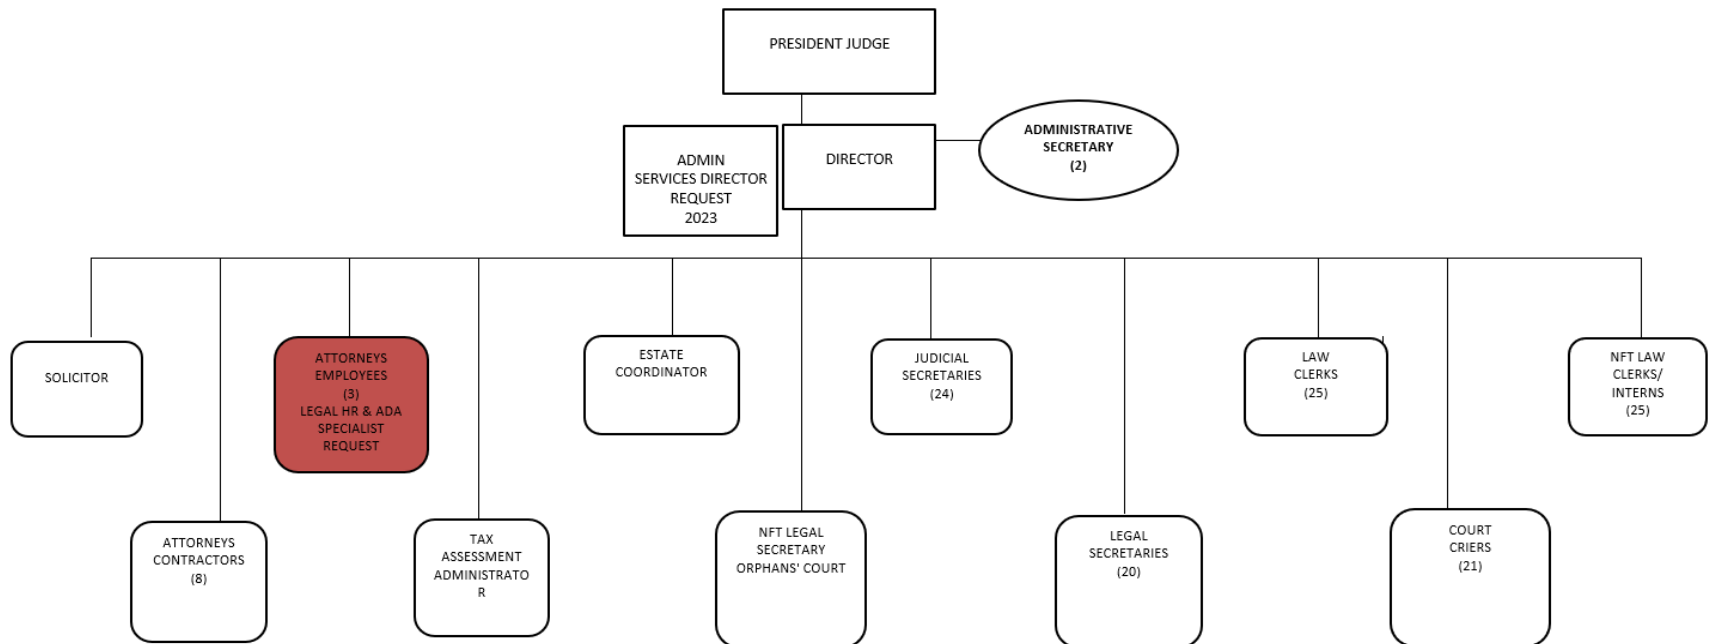 PRESIDENT JUDGE
ADMINISTRATIVE
SECRETARY
(2)
ADMIN
SERVICES DIRECTOR
REQUEST
2023
DIRECTOR
SOLICITOR
ATTORNEYS
EMPLOYEES
(3)
LEGAL HR & ADA
SPECIALIST
REQUEST
ESTATE
COORDINATOR
JUDICIAL
SECRETARIES
(24)
LAW
CLERKS
(25)
NFT LAW
CLERKS/
INTERNS
(25)
ATTORNEYS
CONTRACTORS
(8)
TAX
ASSESSMENT
ADMINISTRATO
R
NFT LEGAL
SECRETARY
ORPHANS' COURT
LEGAL
SECRETARIES
(20)
COURT
CRIERS
(21)